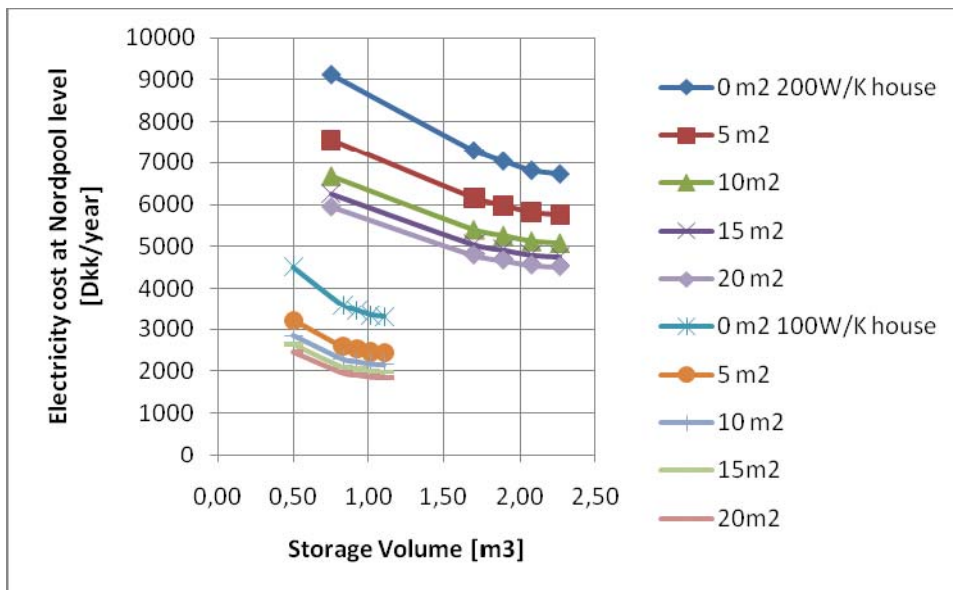 Electricity cost at Nordpool level
[Dkk/year]
10000
9000
8000
7000
6000
5000
4000
3000
2000
1000
0
0,00 0,50 1,00 1,50 2,00 2,50
Storage Volume [m3]
0 m2 200W/K house
5 m2
10m2
15 m2
20 m2
0 m2 100W/K house
5 m2
10 m2
15m2
20m2